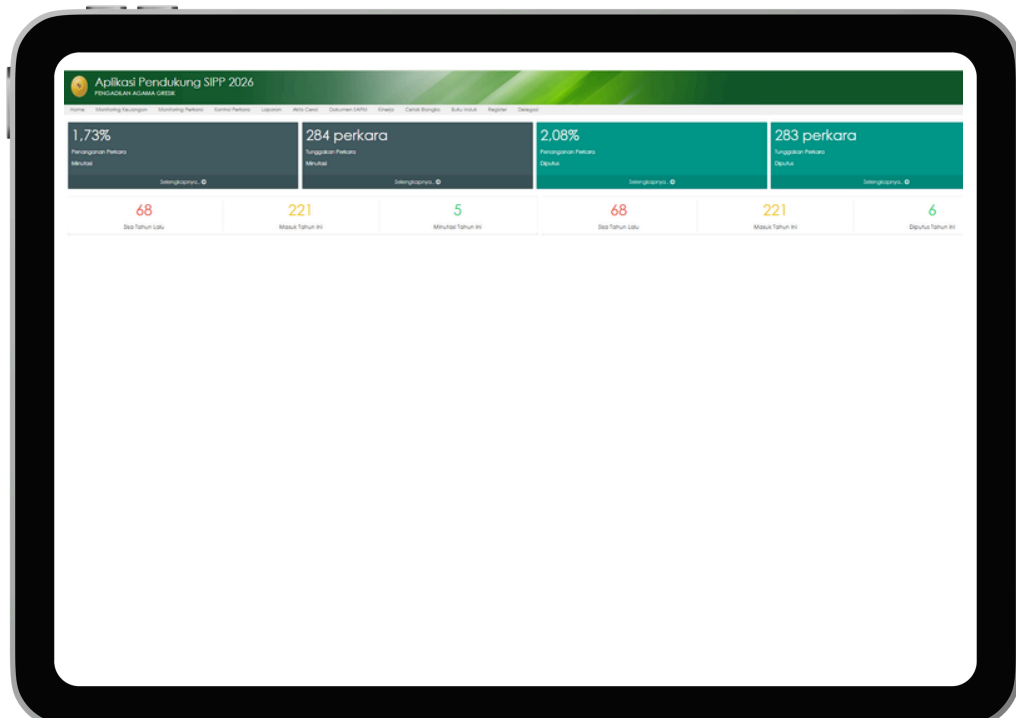 Aplikasi Pendukung SIPP 2026
PENGADILAN AGAMA GRESIK
Home Monitoring Keuangan Monitoring Perkara Kontrol Perkara Laporan Akta Cerai Dokumen SAPM Kinerja Cetak Blangko Buku Induk Register Delegasi
1,73% 284 perkara 2,08% 283 perkara
Penanganan Perkara Tunggakan Perkara Penanganan Perkara Tunggakan Perkara
Minutasi Minutasi Diputus Diputus
Selengkapnya.. Selengkapnya.. Selengkapnya.. Selengkapnya..
68 221 5 68 221 6
Sisa Tahun Lalu Masuk Tahun Ini Minutasi Tahun Ini Sisa Tahun Lalu Masuk Tahun Ini Diputus Tahun Ini